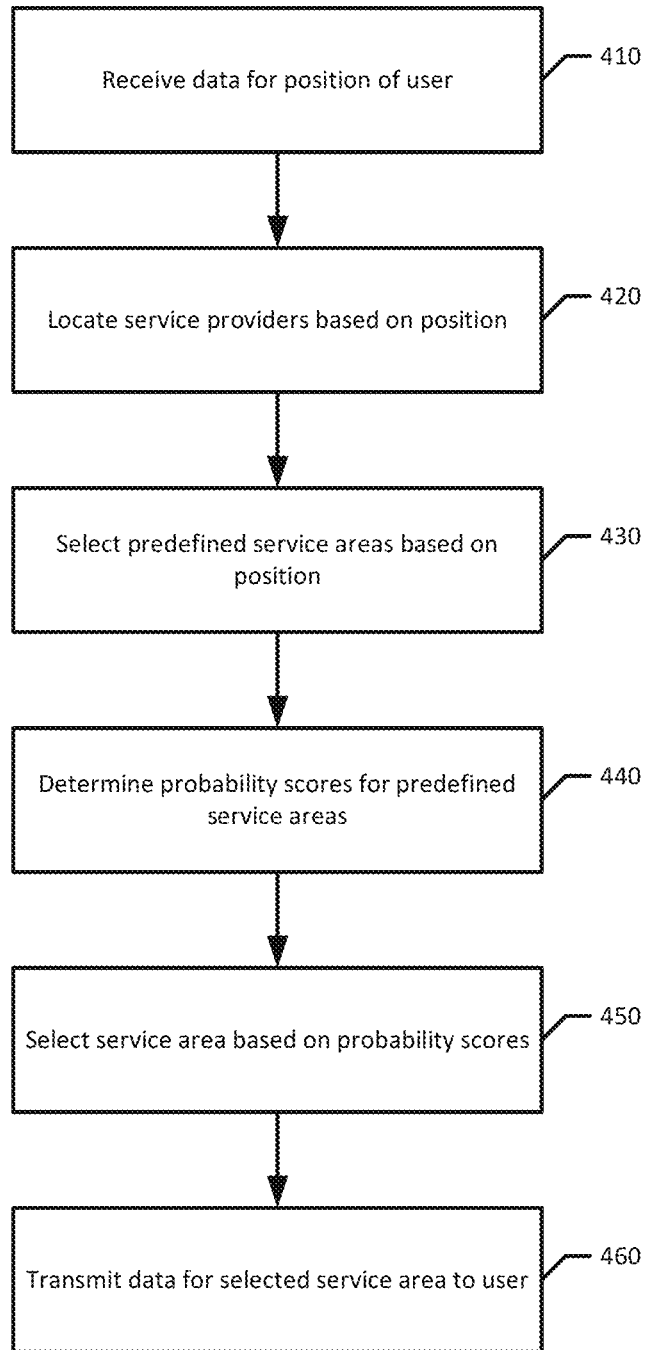 Receive data for position of user
410
Locate service providers based on position
420
Select predefined service areas based on
position
430
Determine probability scores for predefined
service areas
440
Select service area based on probability scores
450
Transmit data for selected service area to user
460